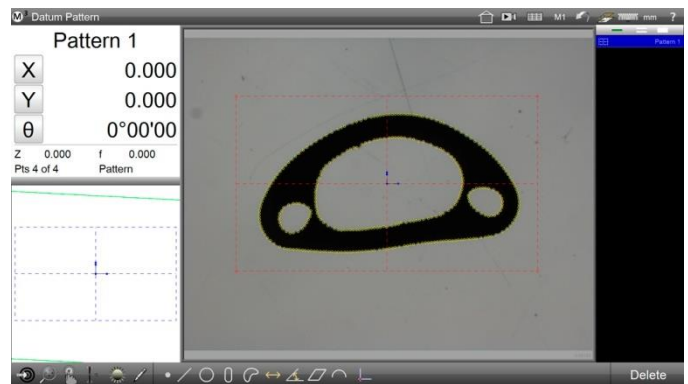 M³ Datum Pattern
M1
mm
?
Pattern 1
Pattern 1
X 0.000
Y 0.000
θ 0°00'00
Z 0.000 f 0.000
Pts 4 of 4 Pattern
Delete